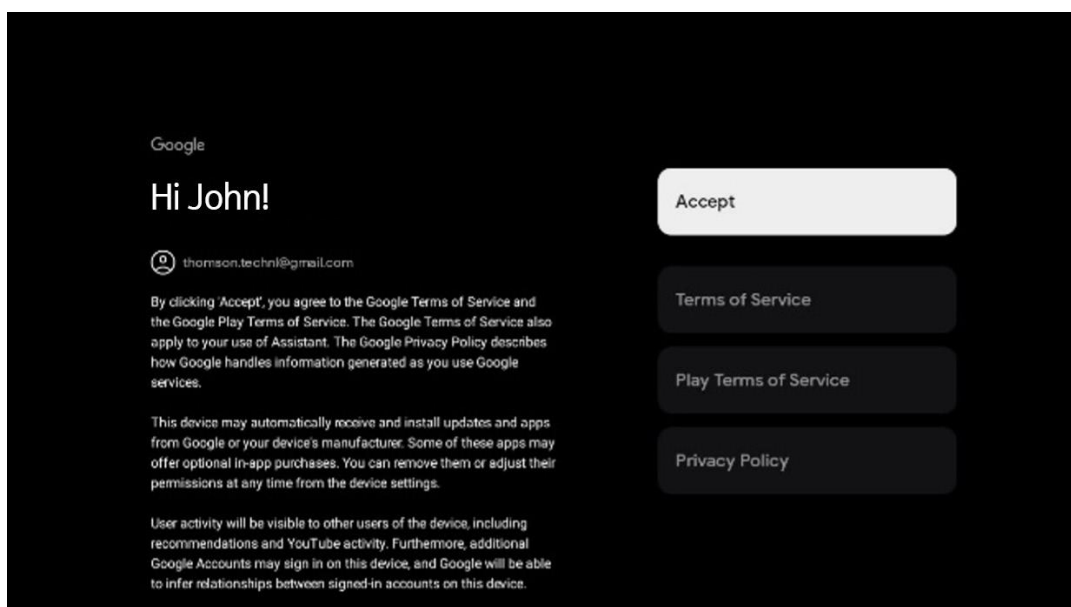 Google
Hi John!
thomson.technl@gmail.com
By clicking 'Accept', you agree to the Google Terms of Service and
the Google Play Terms of Service. The Google Terms of Service also
apply to your use of Assistant. The Google Privacy Policy describes
how Google handles information generated as you use Google
services.
This device may automatically receive and install updates and apps
from Google or your device's manufacturer. Some of these apps may
offer optional in-app purchases. You can remove them or adjust their
permissions at any time from the device settings.
User activity will be visible to other users of the device, including
recommendations and YouTube activity. Furthermore, additional
Google Accounts may sign in on this device, and Google will be able
to infer relationships between signed-in accounts on this device.
Accept
Terms of Service
Play Terms of Service
Privacy Policy